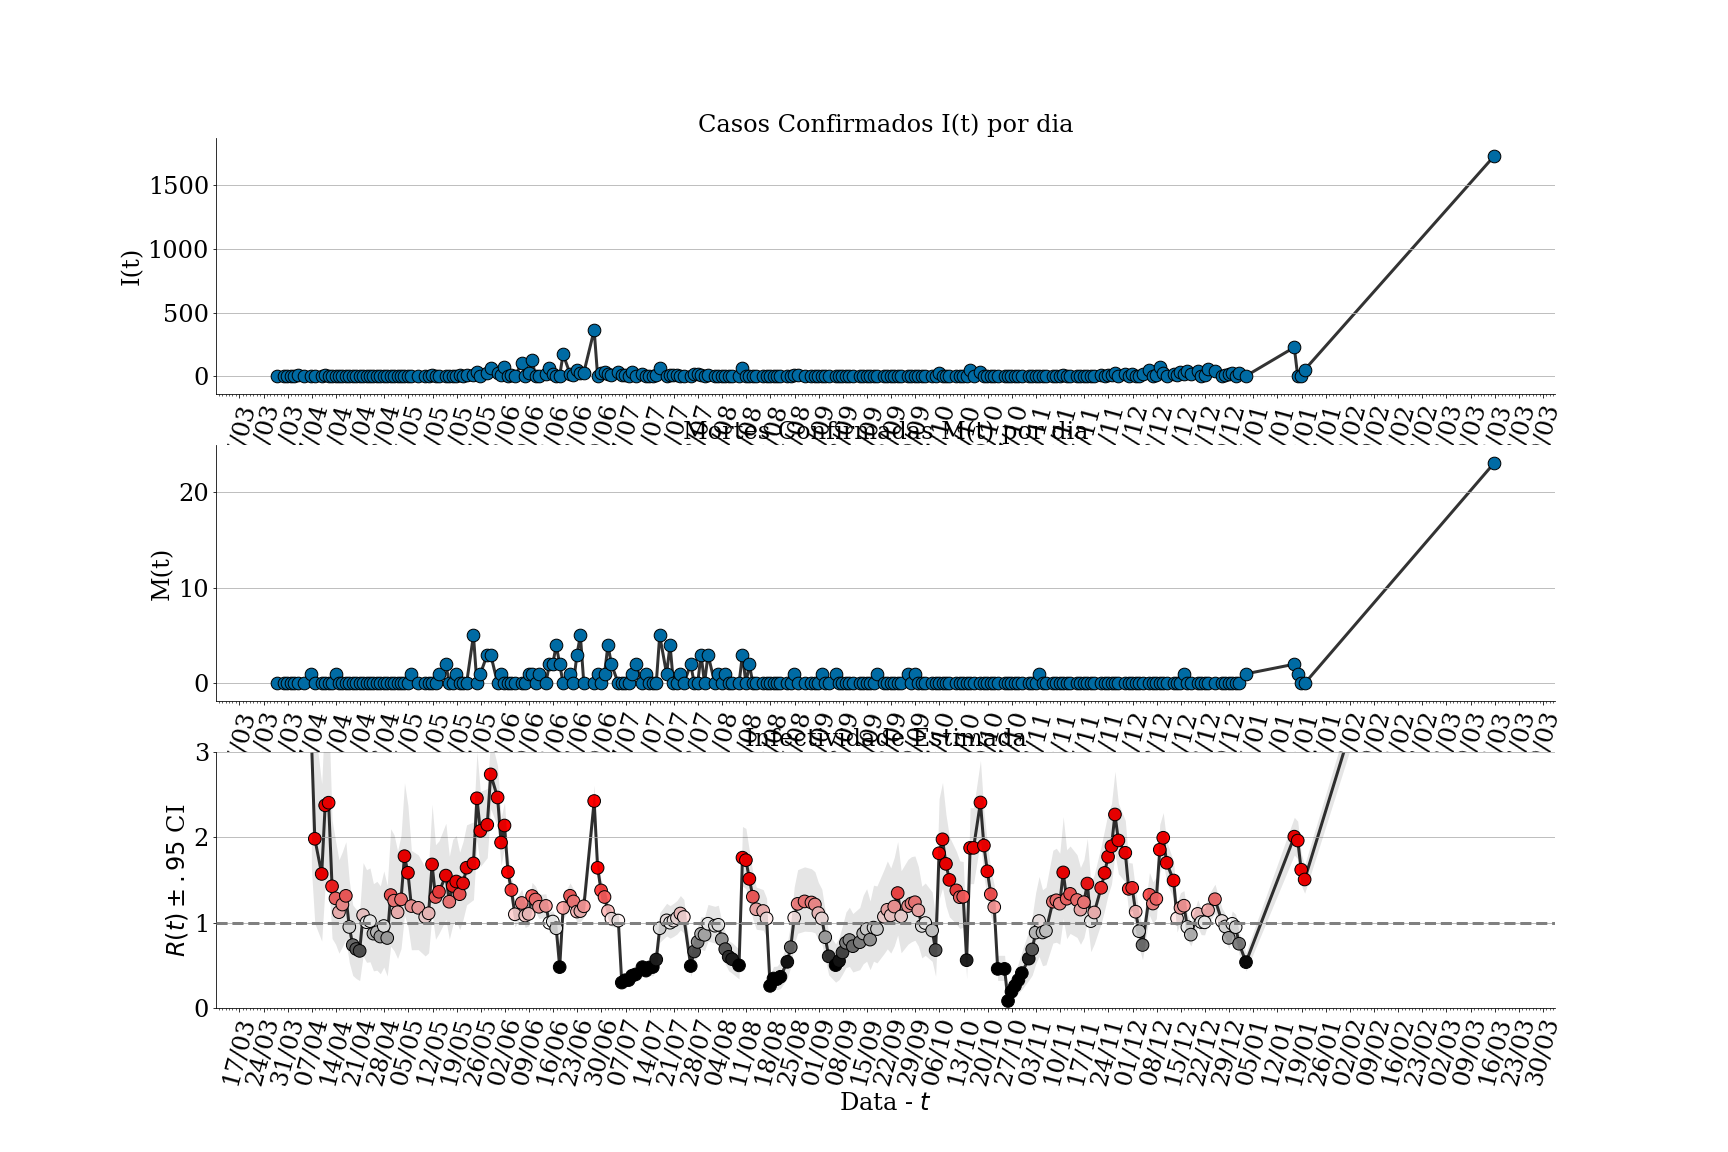 Casos Confirmados I(t) por dia
I(t)
1500
1000
500
0
Mortes Confirmadas M(t) por dia
M(t)
20
10
0
Infectividade Estimada
R(t) ± .95 CI
3
2
1
0
17/03 24/03 31/03 07/04 14/04 21/04 28/04 05/05 12/05 19/05 26/05 02/06 09/06 16/06 23/06 30/06 07/07 14/07 21/07 28/07 04/08 11/08 18/08 25/08 01/09 08/09 15/09 22/09 29/09 06/10 13/10 20/10 27/10 03/11 10/11 17/11 24/11 01/12 08/12 15/12 22/12 29/12 05/01 12/01 19/01 26/01 02/02 09/02 16/02 23/02 02/03 09/03 16/03 23/03 30/03
Data - t